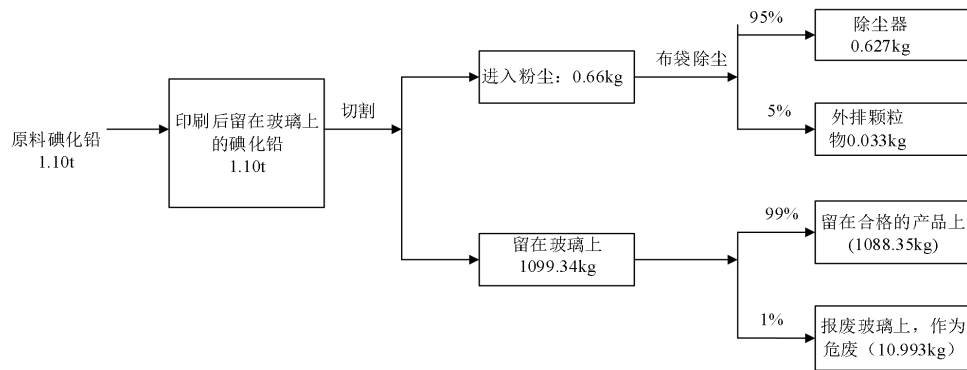 原料碘化铅
1.10t
印刷后留在玻璃上
的碘化铅
1.10t
切割
进入粉尘：0.66kg
布袋除尘
95%
除尘器
0.627kg
5%
外排颗粒
物0.033kg
留在玻璃上
1099.34kg
99%
留在合格的产品上
(1088.35kg)
1%
报废玻璃上，作为
危废（10.993kg）